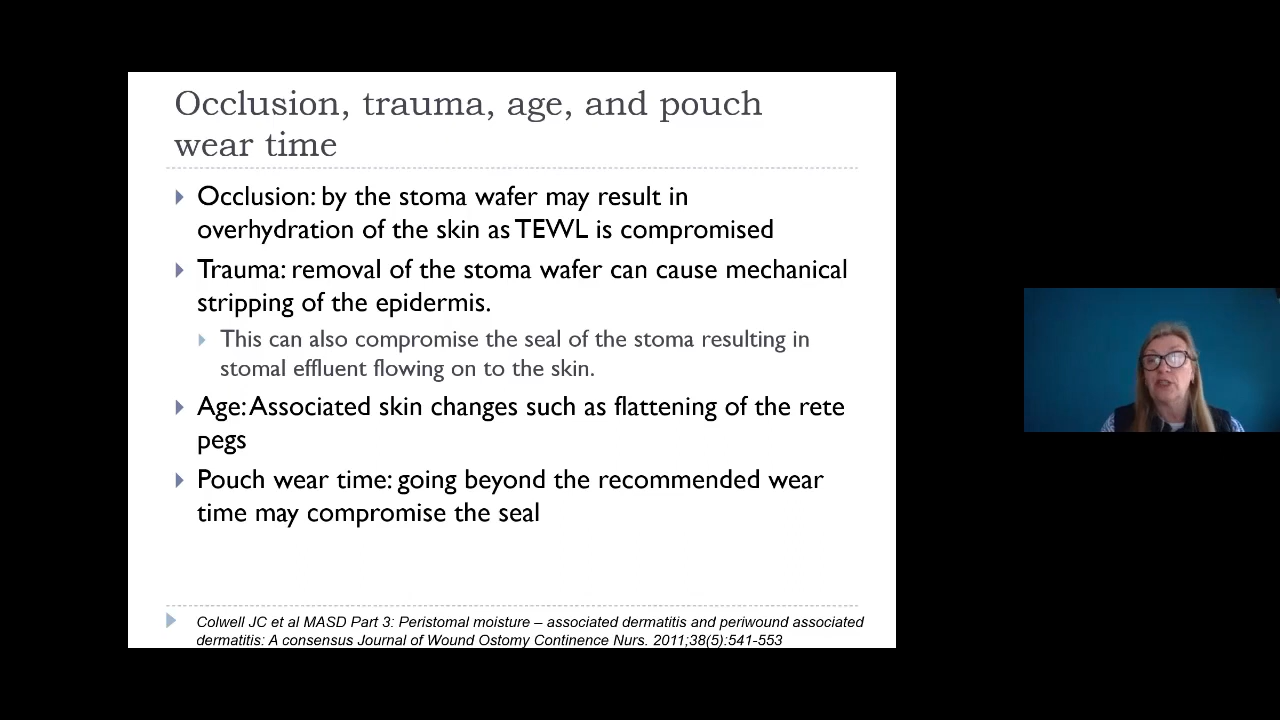 Occlusion, trauma, age, and pouch
wear time
Occlusion: by the stoma wafer may result in
overhydration of the skin as TEWL is compromised
Trauma: removal of the stoma wafer can cause mechanical
stripping of the epidermis.
This can also compromise the seal of the stoma resulting in
stomal effluent flowing on to the skin.
Age: Associated skin changes such as flattening of the rete
pegs
Pouch wear time: going beyond the recommended wear
time may compromise the seal
Colwell JC et al MASD Part 3: Peristomal moisture – associated dermatitis and periwound associated
dermatitis: A consensus Journal of Wound Ostomy Continence Nurs. 2011;38(5):541-553